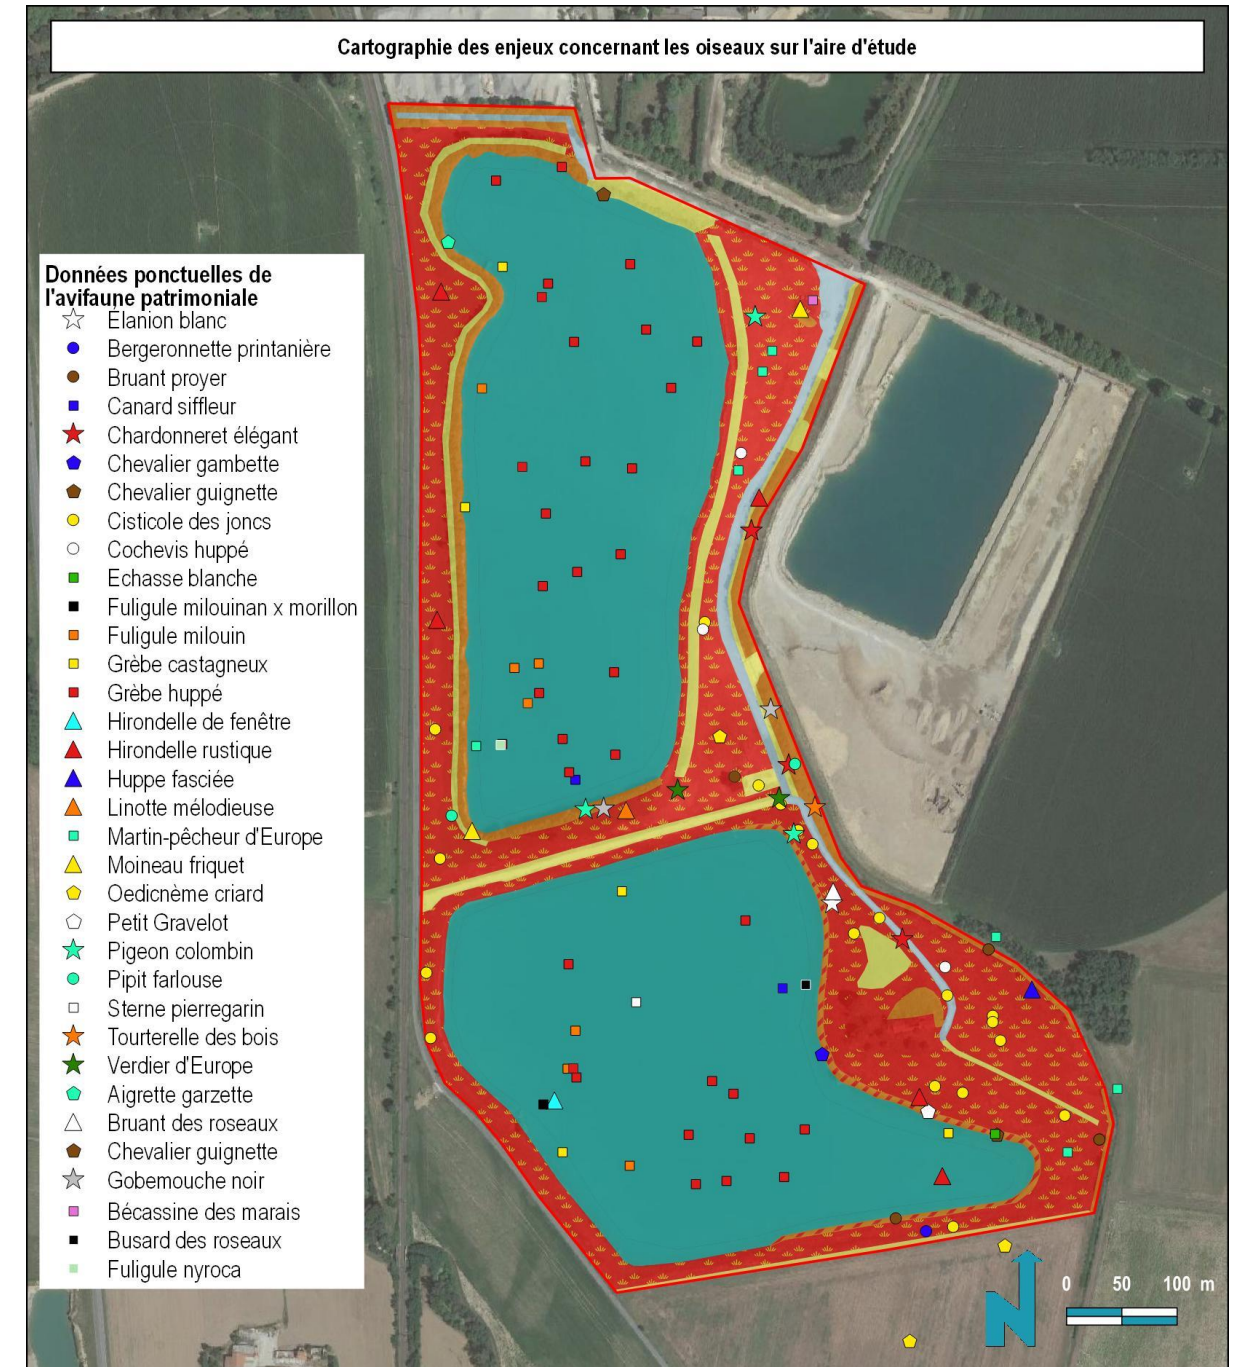 Cartographie des enjeux concernant les oiseaux sur l'aire d'étude
Données ponctuelles de
l'avifaune patrimoniale
Élanion blanc
Bergeronnette printanière
Bruant proyer
Canard siffleur
Chardonneret élégant
Chevalier gambette
Chevalier guignette
Cisticole des joncs
Cochevis huppé
Echasse blanche
Fuligule milouinan x morillon
Fuligule milouin
Grèbe castagneux
Grèbe huppé
Hirondelle de fenêtre
Hirondelle rustique
Huppe fasciée
Linotte mélodieuse
Martin-pêcheur d'Europe
Moineau friquet
Oedicnème criard
Petit Gravelot
Pigeon colombin
Pipit farlouse
Sterne pierregarin
Tourterelle des bois
Verdier d'Europe
Aigrette garzette
Bruant des roseaux
Chevalier guignette
Gobemouche noir
Bécassine des marais
Busard des roseaux
Fuligule nyroca
0 50 100 m
N